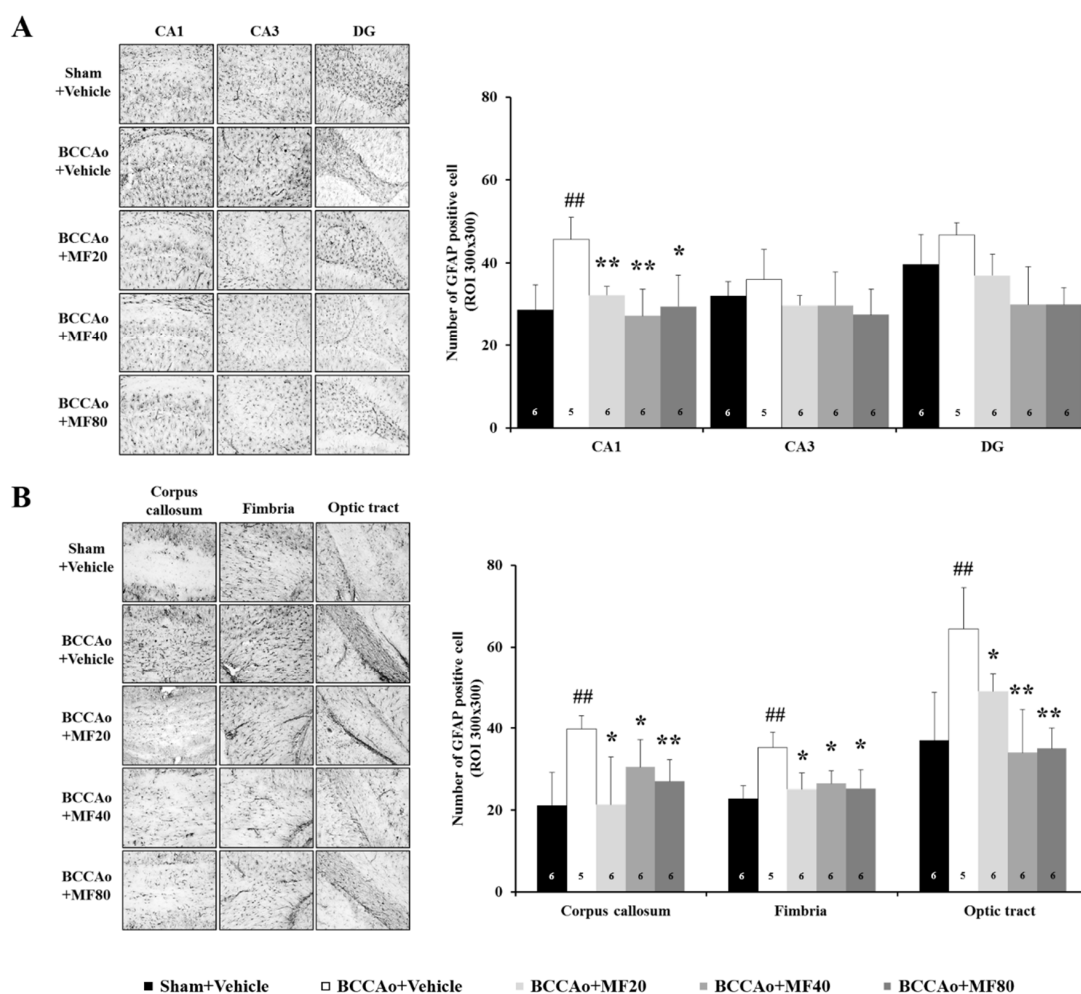 A
CA1 CA3 DG
Sham
+Vehicle
BCCAo
+Vehicle
BCCAo
+MF20
BCCAo
+MF40
BCCAo
+MF80
Number of GFAP positive cell
(ROI 300x300)
80
60
40
20
0
## ** ** *
6 5 6 6 6 6 5 6 6 6 6 5 6 6 6
CA1 CA3 DG
B
Corpus
callosum Fimbria Optic tract
Sham
+Vehicle
BCCAo
+Vehicle
BCCAo
+MF20
BCCAo
+MF40
BCCAo
+MF80
Number of GFAP positive cell
(ROI 300x300)
80
60
40
20
0
## * * ** ## * * * ## * ** **
6 5 6 6 6 6 5 6 6 6 6 5 6 6 6
Corpus callosum Fimbria Optic tract
Sham+Vehicle BCCAo+Vehicle BCCAo+MF20 BCCAo+MF40 BCCAo+MF80